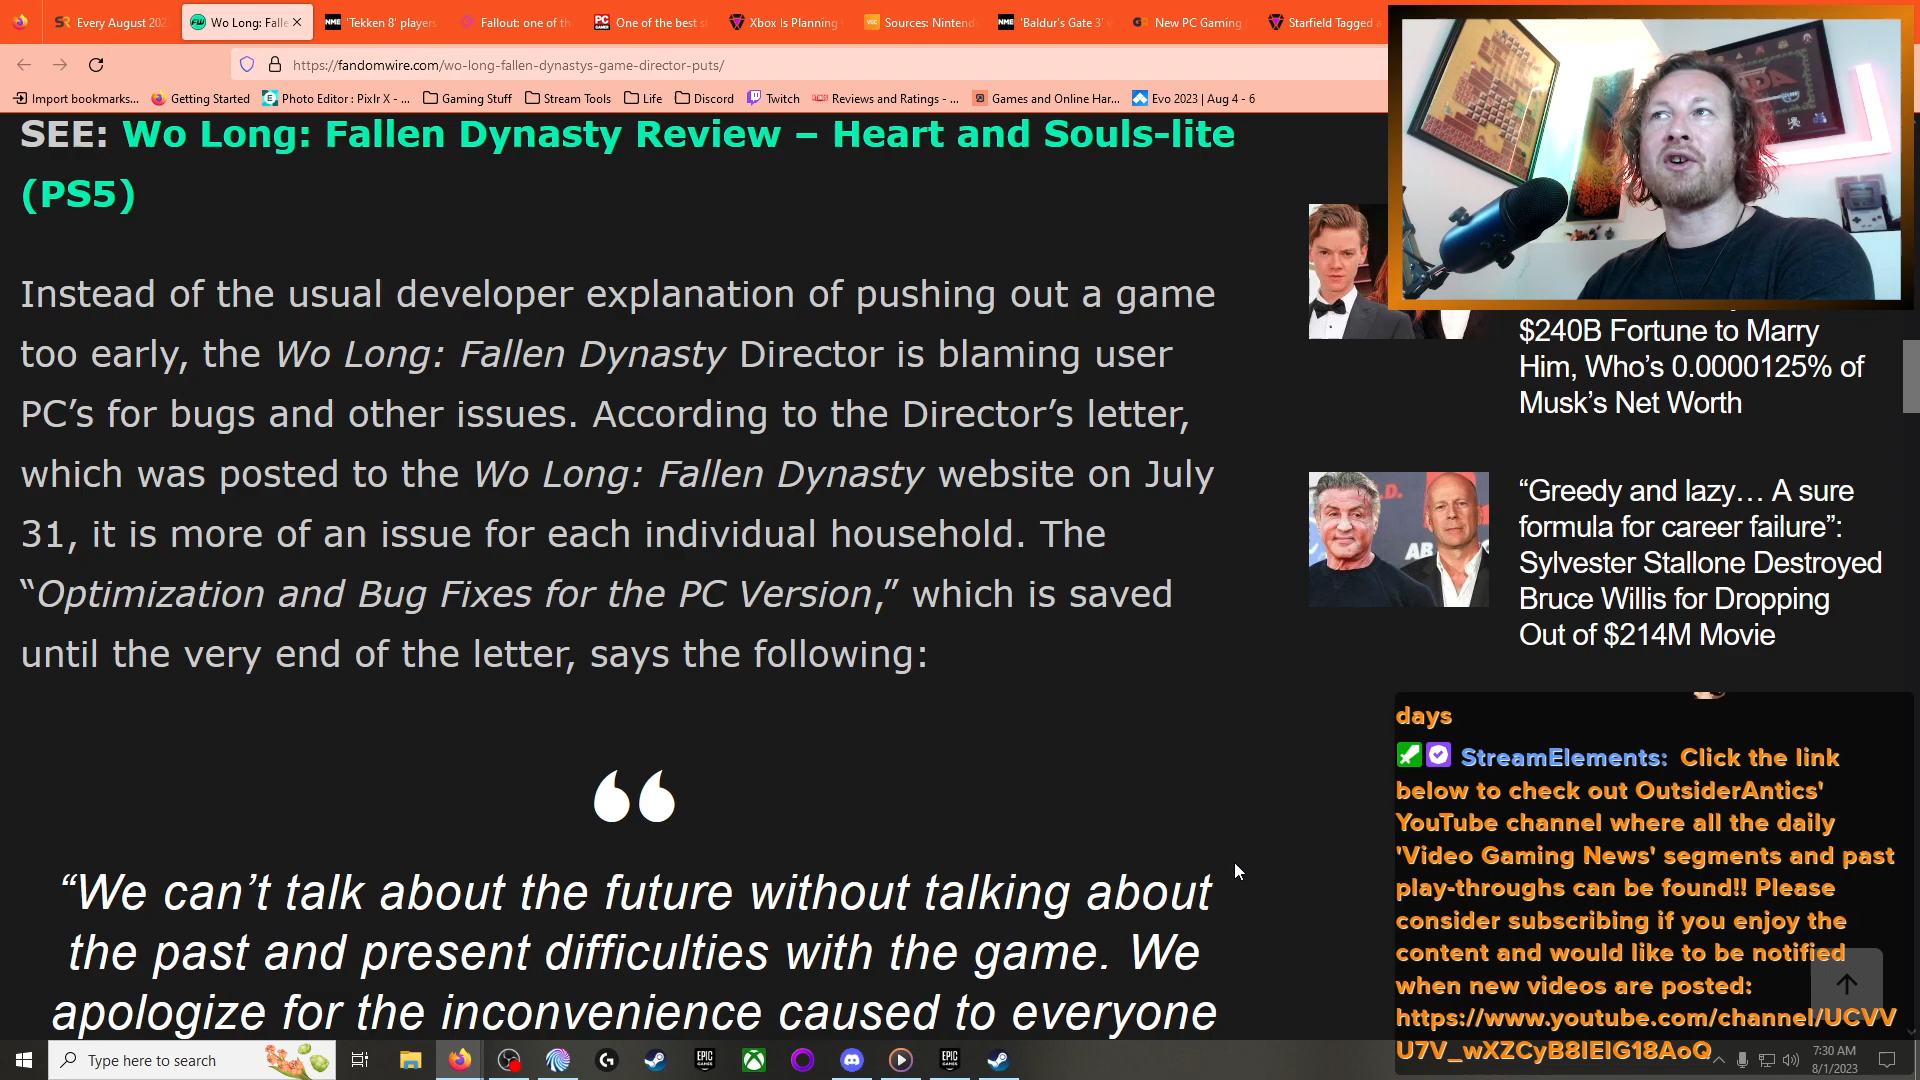 Every August 202
Wo Long: Falle
'Tekken 8' players
Fallout: one of th
One of the best s
Xbox Is Planning
Sources: Nintend
'Baldur's Gate 3'
New PC Gaming
Starfield Tagged
https://fandomwire.com/wo-long-fallen-dynastys-game-director-puts/
Import bookmarks...
Getting Started
Photo Editor : Pixlr X - ...
Gaming Stuff
Stream Tools
Life
Discord
Twitch
Reviews and Ratings - ...
Games and Online Har...
Evo 2023 | Aug 4 - 6
SEE: Wo Long: Fallen Dynasty Review – Heart and Souls-lite
(PS5)
Instead of the usual developer explanation of pushing out a game
too early, the Wo Long: Fallen Dynasty Director is blaming user
PC's for bugs and other issues. According to the Director's letter,
which was posted to the Wo Long: Fallen Dynasty website on July
31, it is more of an issue for each individual household. The
“Optimization and Bug Fixes for the PC Version,” which is saved
until the very end of the letter, says the following:
“We can't talk about the future without talking about
the past and present difficulties with the game. We
apologize for the inconvenience caused to everyone
$240B Fortune to Marry
Him, Who's 0.0000125% of
Musk's Net Worth
“Greedy and lazy… A sure
formula for career failure”:
Sylvester Stallone Destroyed
Bruce Willis for Dropping
Out of $214M Movie
days
StreamElements: Click the link
below to check out OutsiderAntics'
YouTube channel where all the daily
'Video Gaming News' segments and past
play-throughs can be found!! Please
consider subscribing if you enjoy the
content and would like to be notified
when new videos are posted:
https://www.youtube.com/channel/UCVV
U7V_wXZCyB8IEIG18AoQ
Type here to search
7:30 AM
8/1/2023